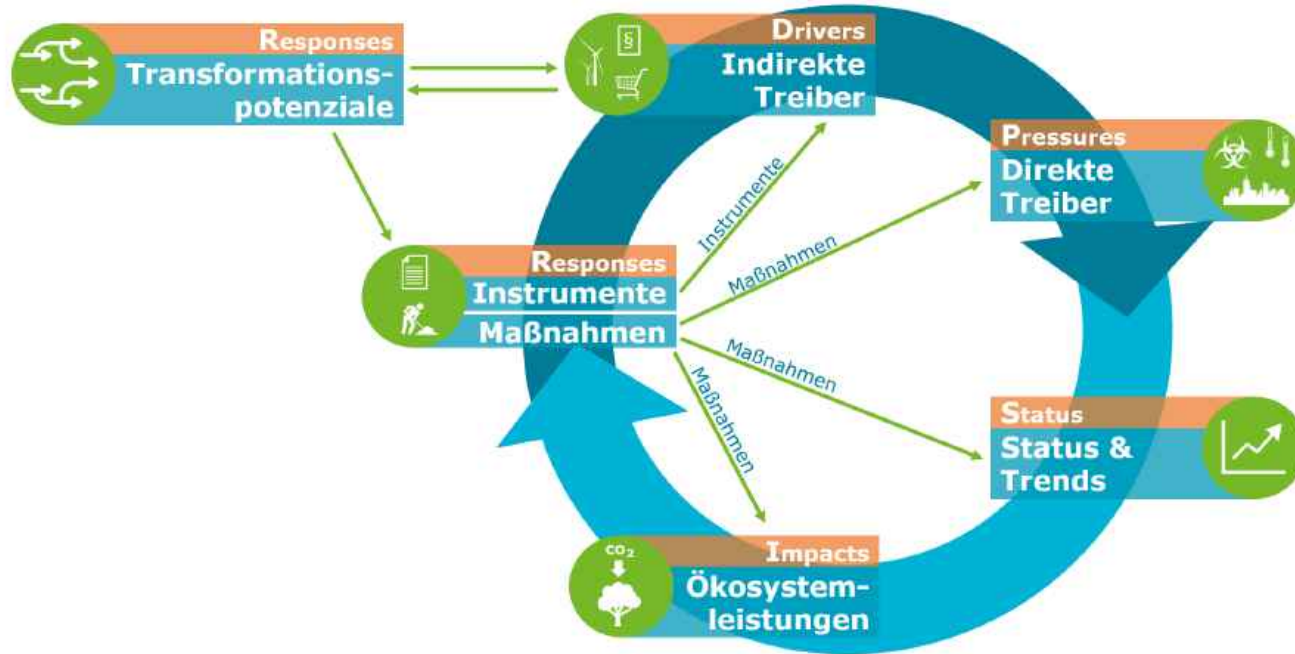 Responses
Transformations-
potenziale
§
Drivers
Indirekte
Treiber
Pressures
Direkte
Treiber
Responses
Instrumente
Maßnahmen
Instrumente
Maßnahmen
Maßnahmen
Maßnahmen
Status
Status &
Trends
CO₂
Impacts
Ökosystem-
leistungen